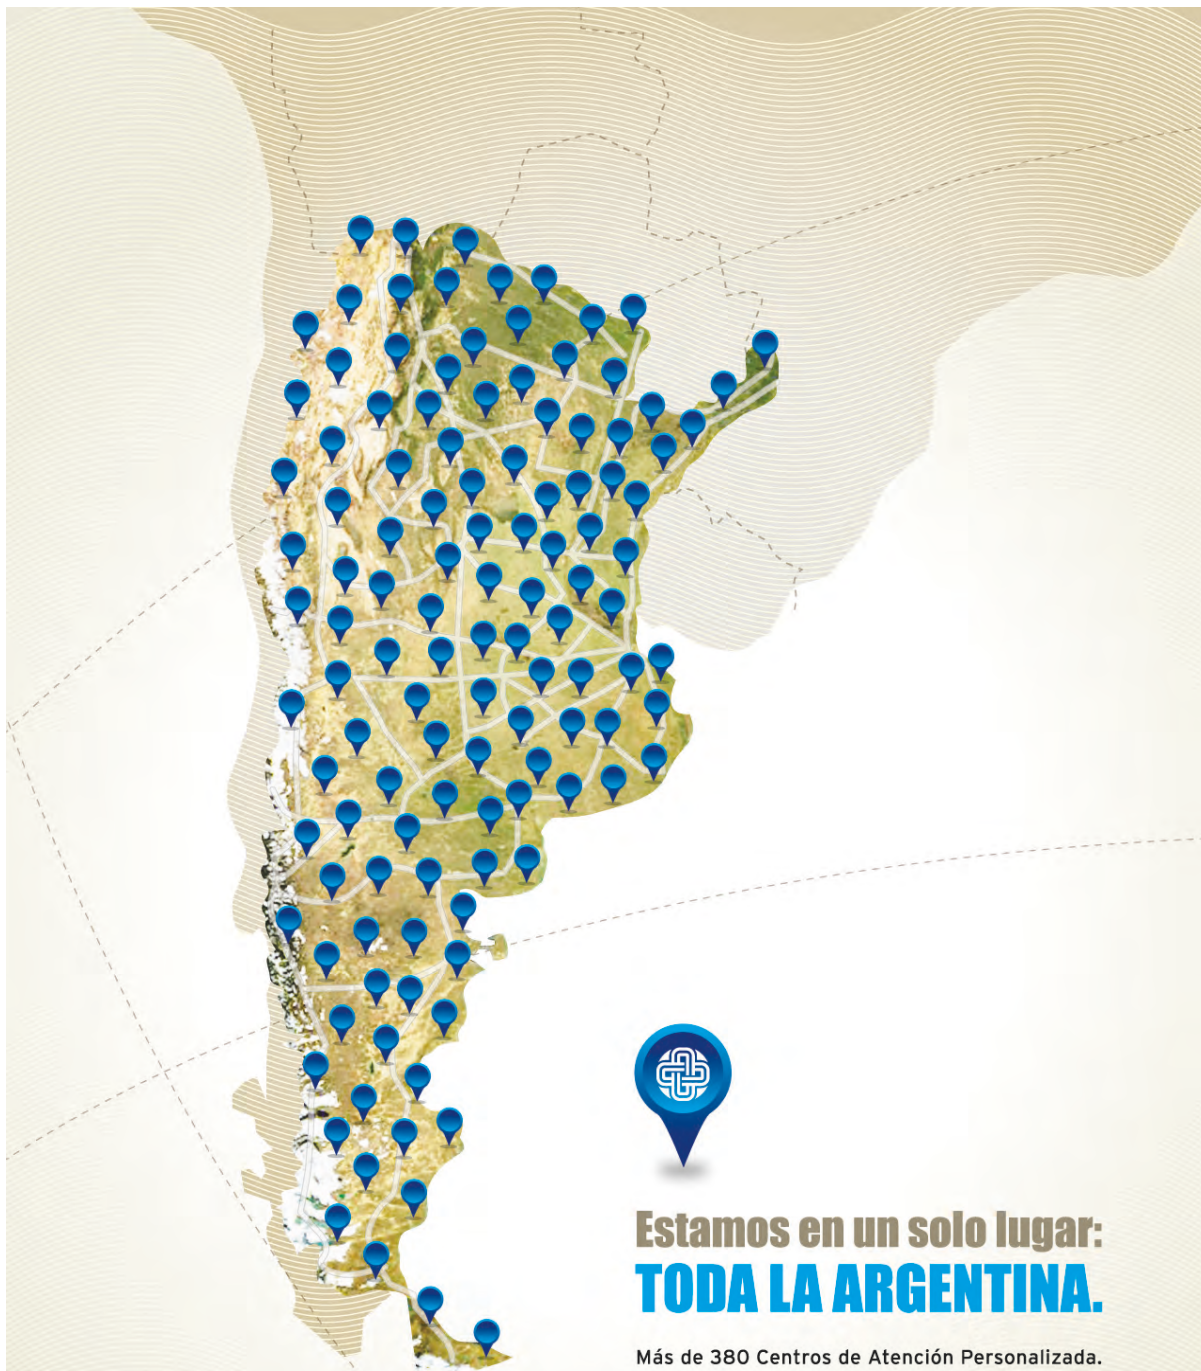 Estamos en un solo lugar:
TODA LA ARGENTINA.
Más de 380 Centros de Atención Personalizada.